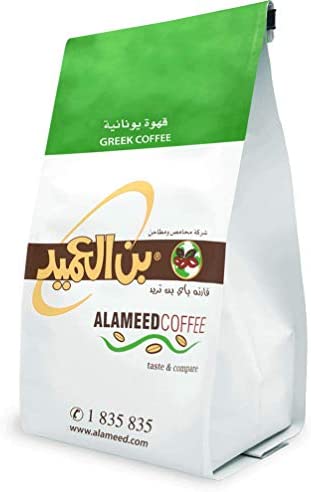 قهوة يونانية
GREEK COFFEE
شركة محامص ومطاحن
بن العميد®
قارنه بأي بن تريد
ALAMEEDCOFFEE
taste & compare
✆ 1 835 835
www.alameed.com